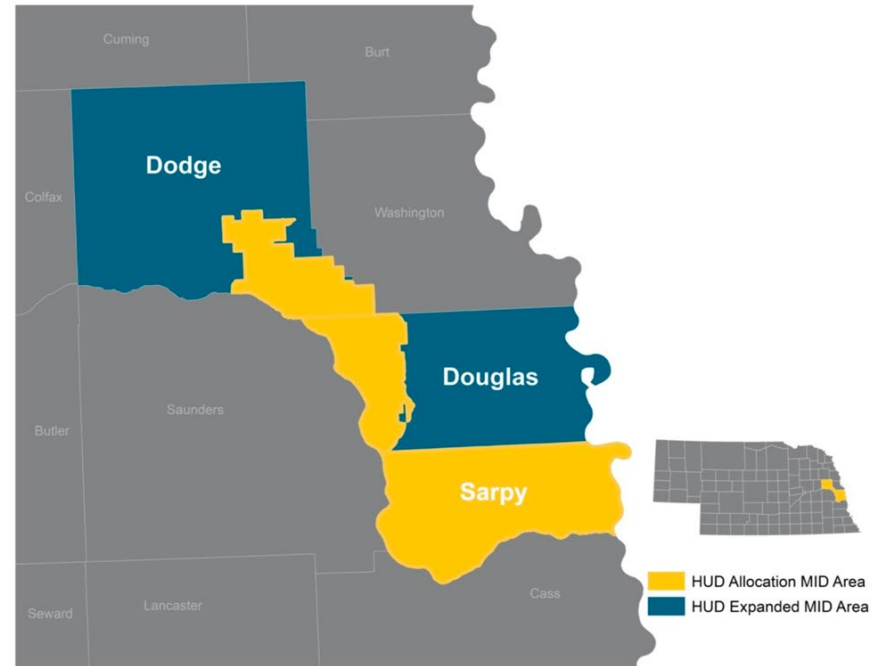 Cuming
Burt
Dodge
Colfax
Washington
Douglas
Saunders
Butler
Sarpy
HUD Allocation MID Area
HUD Expanded MID Area
Cass
Lancaster
Seward